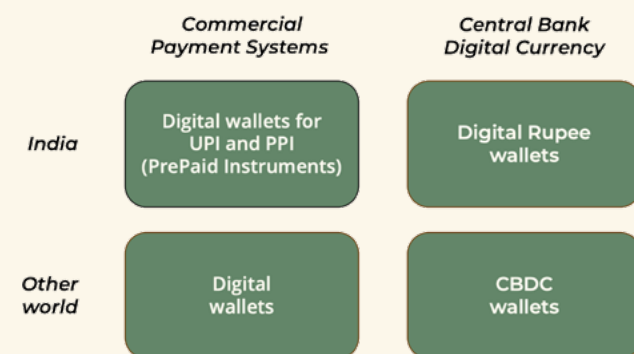 Commercial
Payment Systems
Central Bank
Digital Currency
India
Digital wallets for
UPI and PPI
(PrePaid Instruments)
Digital Rupee
wallets
Other
world
Digital
wallets
CBDC
wallets